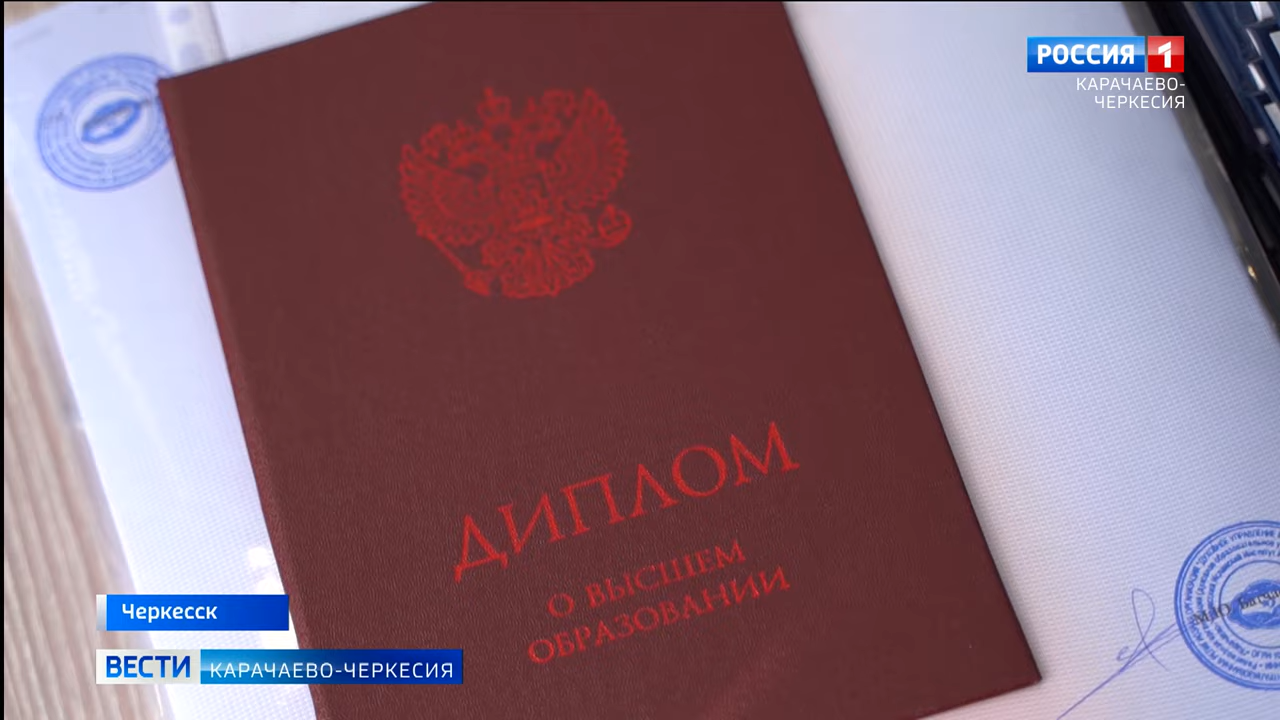 РОССИЯ 1
КАРАЧАЕВО-
ЧЕРКЕСИЯ
ДИПЛОМ
О ВЫСШЕМ
ОБРАЗОВАНИИ
Черкесск
ВЕСТИ КАРАЧАЕВО-ЧЕРКЕСИЯ